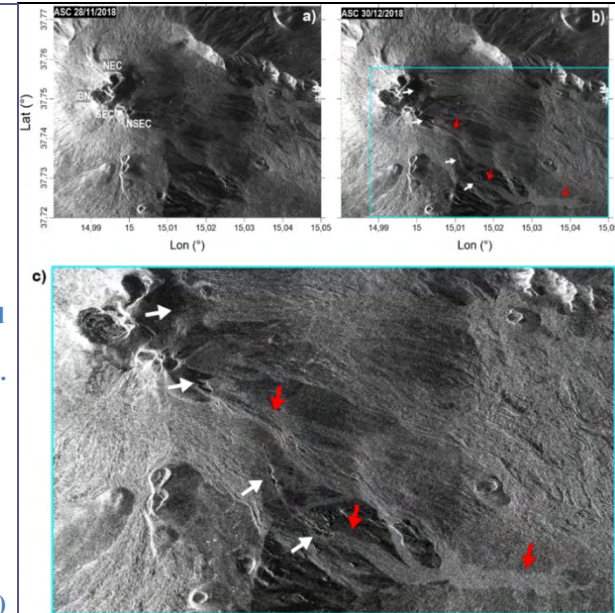 ASC 28/11/2018
a)
37,77
37,76
37,75
37,74
37,73
37,72
Lat (°)
NEC
BN
SEC
NSEC
14,99 15 15,01 15,02 15,03 15,04 15,05
Lon (°)
ASC 30/12/2018
b)
14,99 15 15,01 15,02 15,03 15,04
Lon (°)
c)
d
.
)